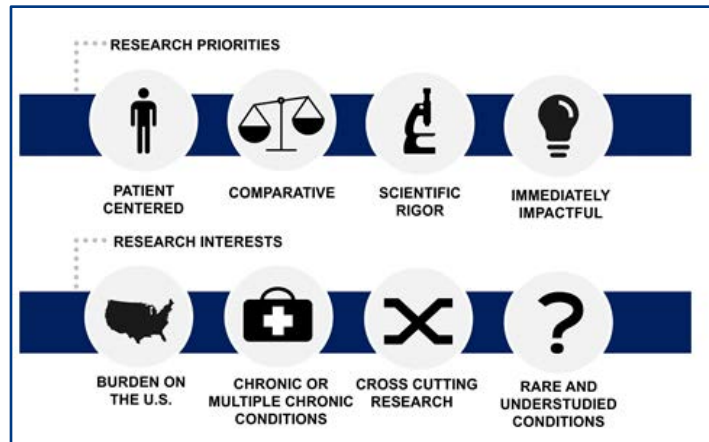 RESEARCH PRIORITIES
PATIENT
CENTERED
COMPARATIVE
SCIENTIFIC
RIGOR
IMMEDIATELY
IMPACTFUL
RESEARCH INTERESTS
BURDEN ON
THE U.S.
CHRONIC OR
MULTIPLE CHRONIC
CONDITIONS
CROSS CUTTING
RESEARCH
RARE AND
UNDERSTUDIED
CONDITIONS